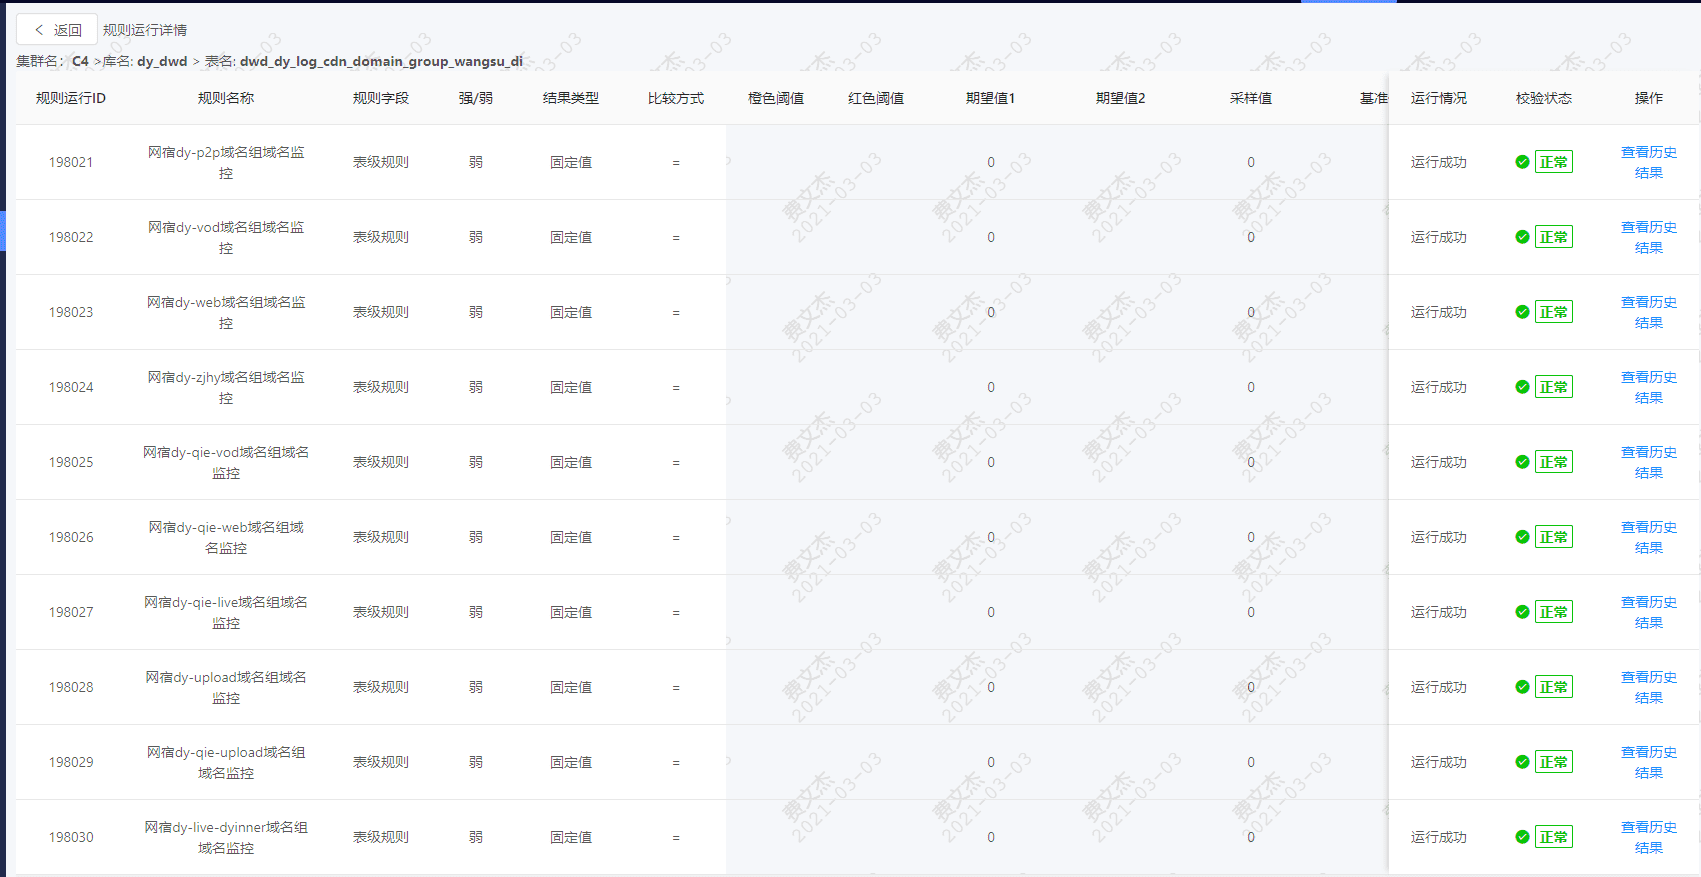 返回 规则运行详情
集群名: C4 >库名: dy_dwd > 表名: dwd_dy_log_cdn_domain_group_wangsu_di
规则运行ID 规则名称 规则字段 强/弱 结果类型 比较方式 橙色阈值 红色阈值 期望值1 期望值2 采样值 基准 运行情况 校验状态 操作
198021 网宿dy-p2p域名组域名监 表级规则 弱 固定值 = 0 0 运行成功 正常 查看历史
控 结果
198022 网宿dy-vod域名组域名监 表级规则 弱 固定值 = 0 0 运行成功 正常 查看历史
控 结果
198023 网宿dy-web域名组域名监 表级规则 弱 固定值 = 0 0 运行成功 正常 查看历史
控 结果
198024 网宿dy-zjhy域名组域名监 表级规则 弱 固定值 = 0 0 运行成功 正常 查看历史
控 结果
198025 网宿dy-qie-vod域名组域名 表级规则 弱 固定值 = 0 0 运行成功 正常 查看历史
监控 结果
198026 网宿dy-qie-web域名组域 表级规则 弱 固定值 = 0 0 运行成功 正常 查看历史
名监控 结果
198027 网宿dy-qie-live域名组域名 表级规则 弱 固定值 = 0 0 运行成功 正常 查看历史
监控 结果
198028 网宿dy-upload域名组域名 表级规则 弱 固定值 = 0 0 运行成功 正常 查看历史
监控 结果
198029 网宿dy-qie-upload域名组 表级规则 弱 固定值 = 0 0 运行成功 正常 查看历史
域名监控 结果
198030 网宿dy-live-dyinner域名组 表级规则 弱 固定值 = 0 0 运行成功 正常 查看历史
域名监控 结果
费文杰
2021-03-03